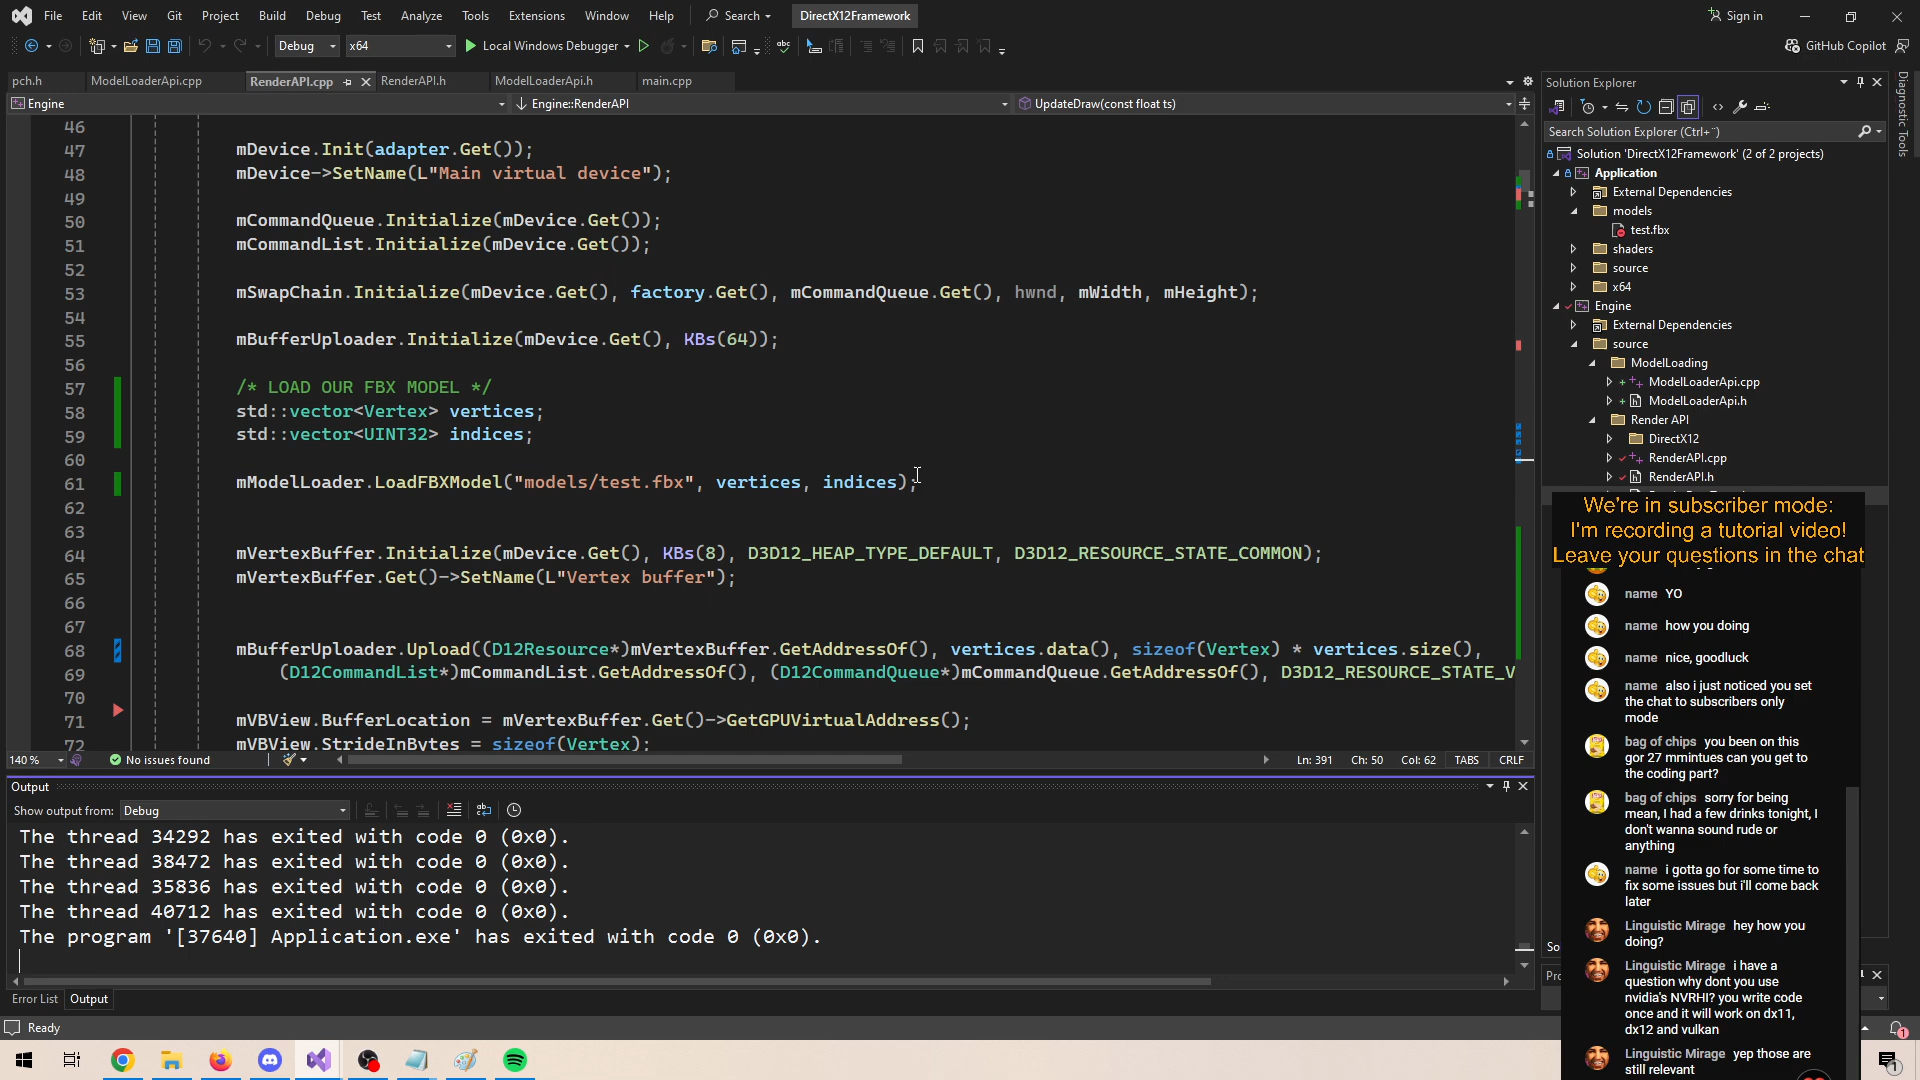 File Edit View Git Project Build Debug Test Analyze Tools Extensions Window Help Search DirectX12Framework Sign in
Debug x64 Local Windows Debugger GitHub Copilot
pch.h ModelLoaderApi.cpp RenderAPI.cpp RenderAPI.h ModelLoaderApi.h main.cpp
Engine Engine::RenderAPI UpdateDraw(const float ts)
46
47 mDevice.Init(adapter.Get());
48 mDevice->SetName(L"Main virtual device");
49
50 mCommandQueue.Initialize(mDevice.Get());
51 mCommandList.Initialize(mDevice.Get());
52
53 mSwapChain.Initialize(mDevice.Get(), factory.Get(), mCommandQueue.Get(), hwnd, mWidth, mHeight);
54
55 mBufferUploader.Initialize(mDevice.Get(), KBs(64));
56
57 /* LOAD OUR FBX MODEL */
58 std::vector<Vertex> vertices;
59 std::vector<UINT32> indices;
60
61 mModelLoader.LoadFBXModel("models/test.fbx", vertices, indices);
62
63
64 mVertexBuffer.Initialize(mDevice.Get(), KBs(8), D3D12_HEAP_TYPE_DEFAULT, D3D12_RESOURCE_STATE_COMMON);
65 mVertexBuffer.Get()->SetName(L"Vertex buffer");
66
67
68 mBufferUploader.Upload((D12Resource*)mVertexBuffer.GetAddressOf(), vertices.data(), sizeof(Vertex) * vertices.size(),
69 (D12CommandList*)mCommandList.GetAddressOf(), (D12CommandQueue*)mCommandQueue.GetAddressOf(), D3D12_RESOURCE_STATE_V
70
71 mVBView.BufferLocation = mVertexBuffer.Get()->GetGPUVirtualAddress();
72 mVBView.StrideInBytes = sizeof(Vertex);
140 % No issues found Ln: 391 Ch: 50 Col: 62 TABS CRLF
Output
Show output from: Debug
The thread 34292 has exited with code 0 (0x0).
The thread 38472 has exited with code 0 (0x0).
The thread 35836 has exited with code 0 (0x0).
The thread 40712 has exited with code 0 (0x0).
The program '[37640] Application.exe' has exited with code 0 (0x0).
Error List Output
Ready
Solution Explorer
Search Solution Explorer (Ctrl+¨)
Solution 'DirectX12Framework' (2 of 2 projects)
Application
External Dependencies
models
test.fbx
shaders
source
x64
Engine
External Dependencies
source
ModelLoading
ModelLoaderApi.cpp
ModelLoaderApi.h
Render API
DirectX12
RenderAPI.cpp
RenderAPI.h
Diagnostic Tools
We're in subscriber mode:
I'm recording a tutorial video!
Leave your questions in the chat
name YO
name how you doing
name nice, goodluck
name also i just noticed you set
the chat to subscribers only
mode
bag of chips you been on this
gor 27 mmintues can you get to
the coding part?
bag of chips sorry for being
mean, I had a few drinks tonight, I
don't wanna sound rude or
anything
name i gotta go for some time to
fix some issues but i'll come back
later
Linguistic Mirage hey how you
doing?
Linguistic Mirage i have a
question why dont you use
nvidia's NVRHI? you write code
once and it will work on dx11,
dx12 and vulkan
Linguistic Mirage yep those are
still relevant
So
Pro
1
1